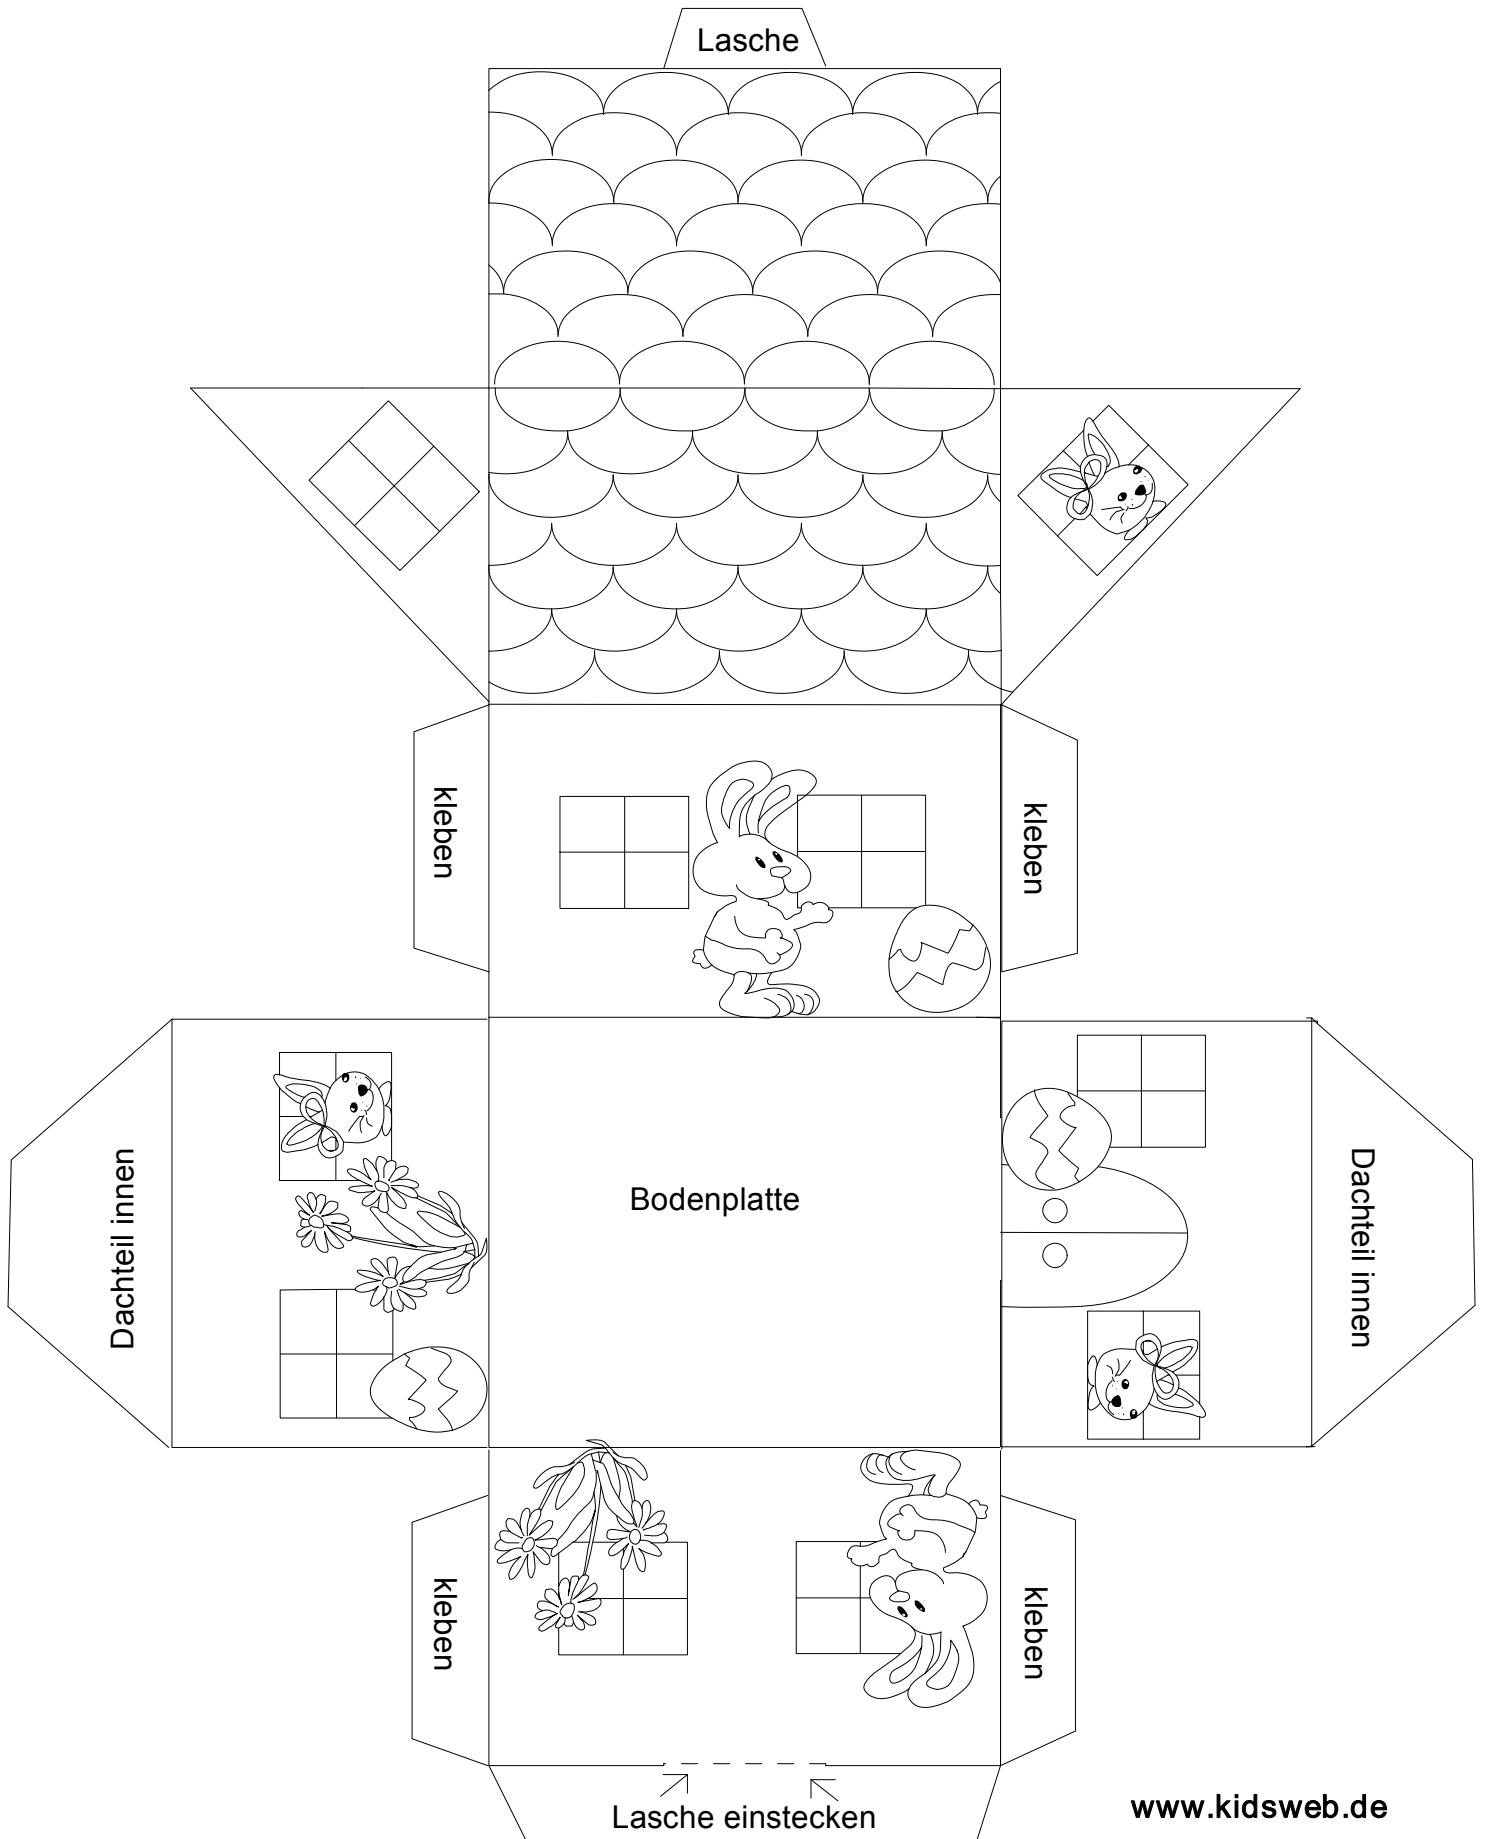 Lasche
kleben
kleben
Dachteil innen
Bodenplatte
Dachteil innen
kleben
kleben
Lasche einstecken
www.kidsweb.de